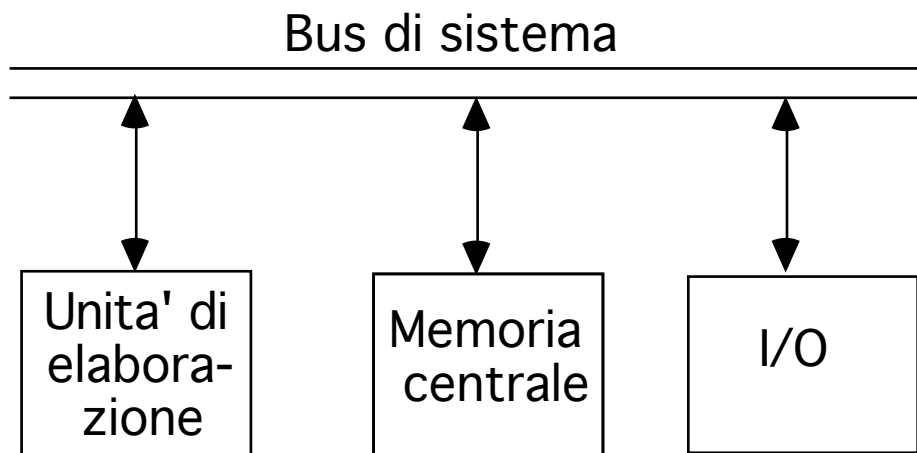 Bus di sistema
Unita' di
elabora-
zione
Memoria
centrale
I/O